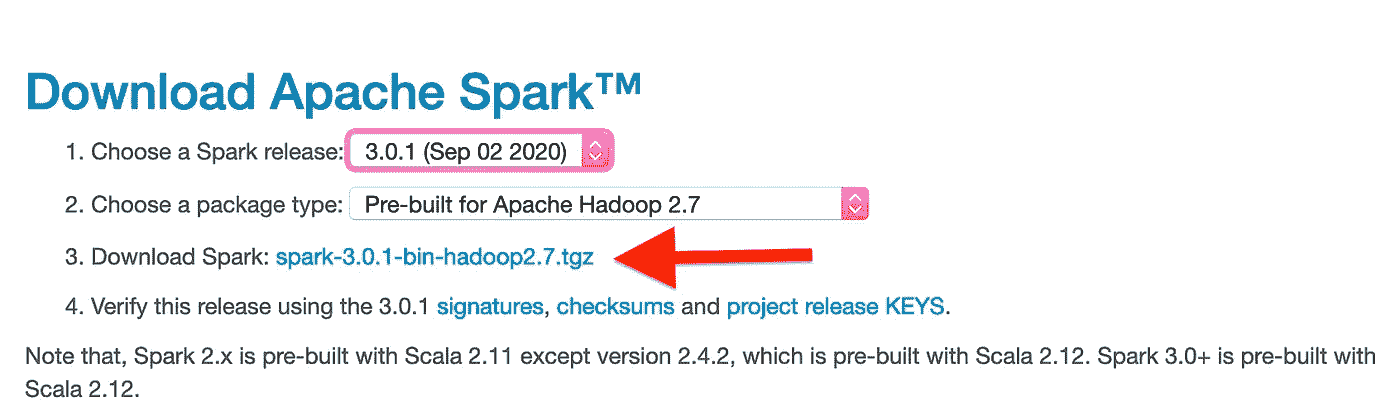 Download Apache Spark™
1. Choose a Spark release: 3.0.1 (Sep 02 2020)
2. Choose a package type: Pre-built for Apache Hadoop 2.7
3. Download Spark: spark-3.0.1-bin-hadoop2.7.tgz
4. Verify this release using the 3.0.1 signatures, checksums and project release KEYS.
Note that, Spark 2.x is pre-built with Scala 2.11 except version 2.4.2, which is pre-built with Scala 2.12. Spark 3.0+ is pre-built with
Scala 2.12.